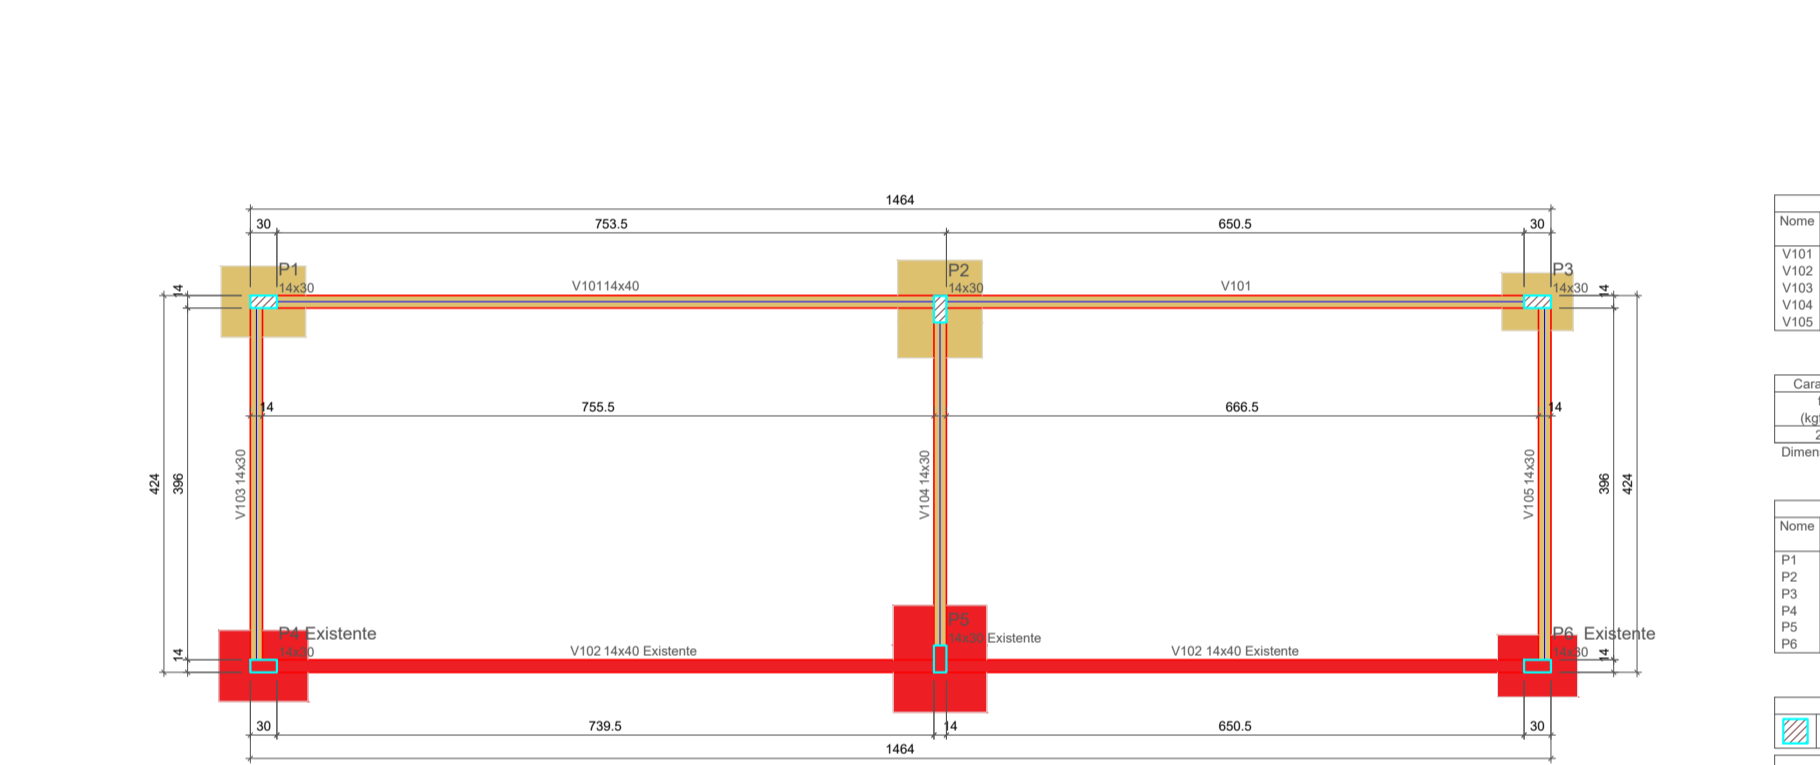 1464
30
753.5
650.5
30
P1
14x30
V10114x40
P2
14x30
V101
P3
14x30
14
14
14
755.5
666.5
14
424
396
V103 14x30
V104 14x30
V105 14x30
396
424
P4 Existente
14x30
V102 14x40 Existente
P5
14x30 Existente
V102 14x40 Existente
P6 Existente
14x30
14
14
30
739.5
14
650.5
30
1464
Nome
V101
V102
V103
V104
V105
Cara
(kg
2
Dimen
Nome
P1
P2
P3
P4
P5
P6